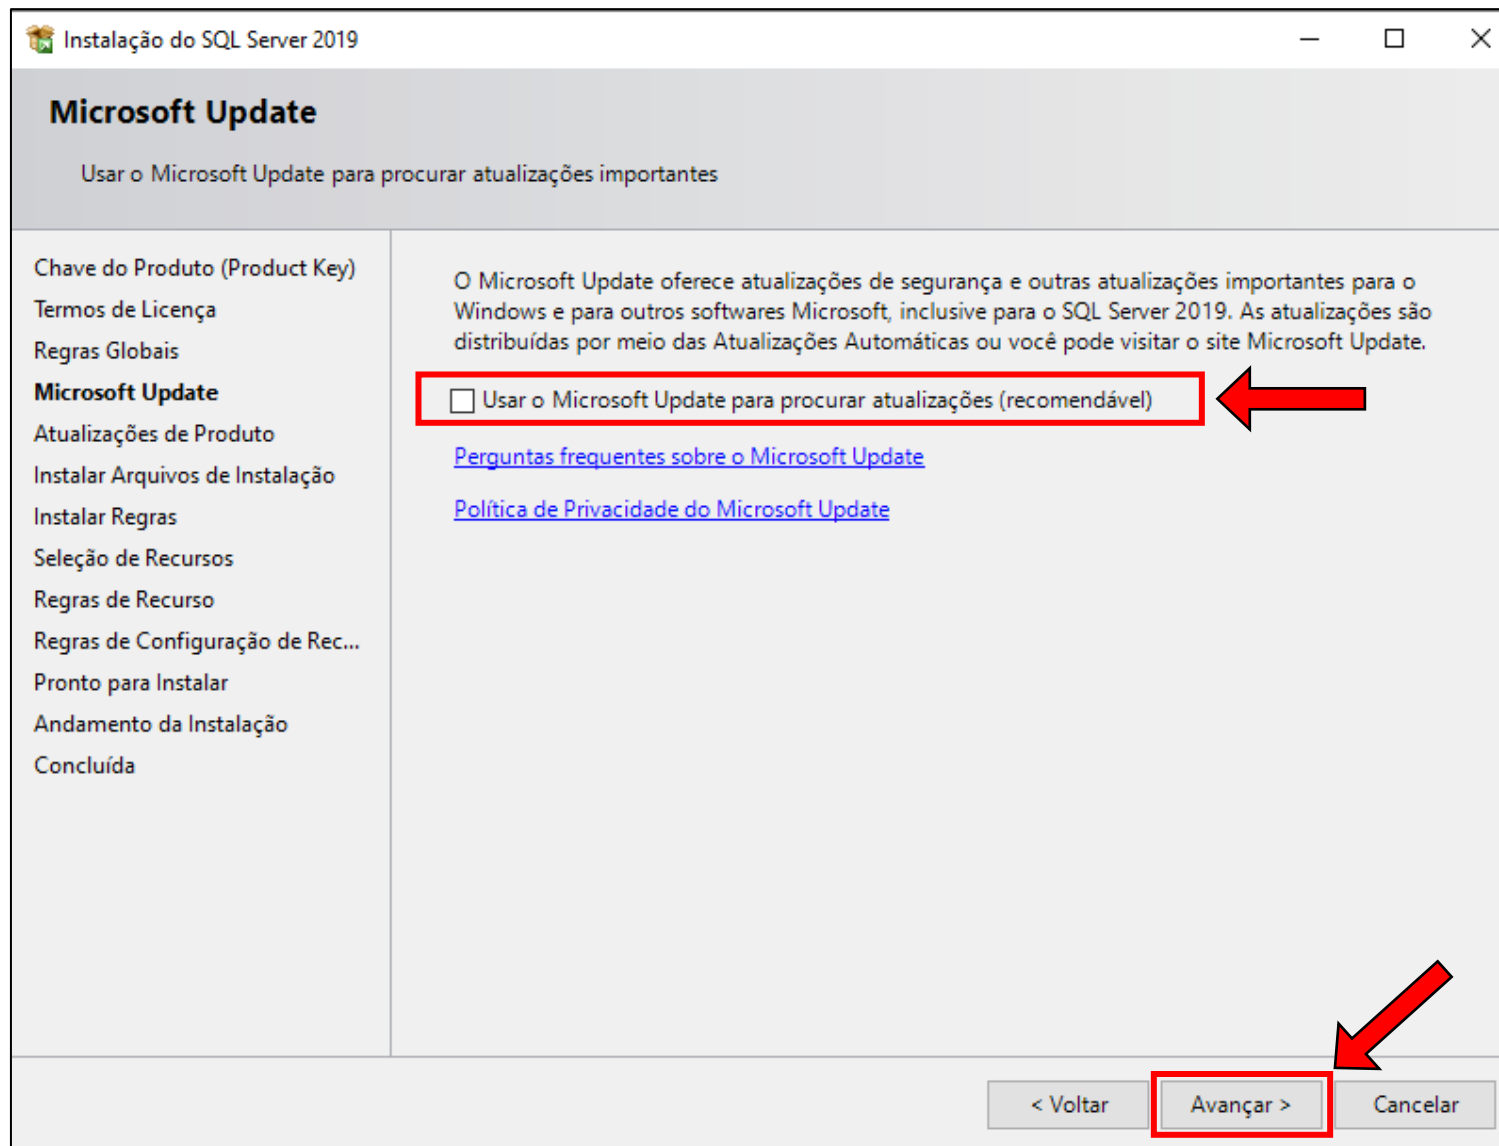 Instalação do SQL Server 2019
Microsoft Update
Usar o Microsoft Update para procurar atualizações importantes
Chave do Produto (Product Key)
Termos de Licença
Regras Globais
Microsoft Update
Atualizações de Produto
Instalar Arquivos de Instalação
Instalar Regras
Seleção de Recursos
Regras de Recurso
Regras de Configuração de Rec...
Pronto para Instalar
Andamento da Instalação
Concluída
O Microsoft Update oferece atualizações de segurança e outras atualizações importantes para o
Windows e para outros softwares Microsoft, inclusive para o SQL Server 2019. As atualizações são
distribuídas por meio das Atualizações Automáticas ou você pode visitar o site Microsoft Update.
Usar o Microsoft Update para procurar atualizações (recomendável)
Perguntas frequentes sobre o Microsoft Update
Política de Privacidade do Microsoft Update
< Voltar
Avançar >
Cancelar